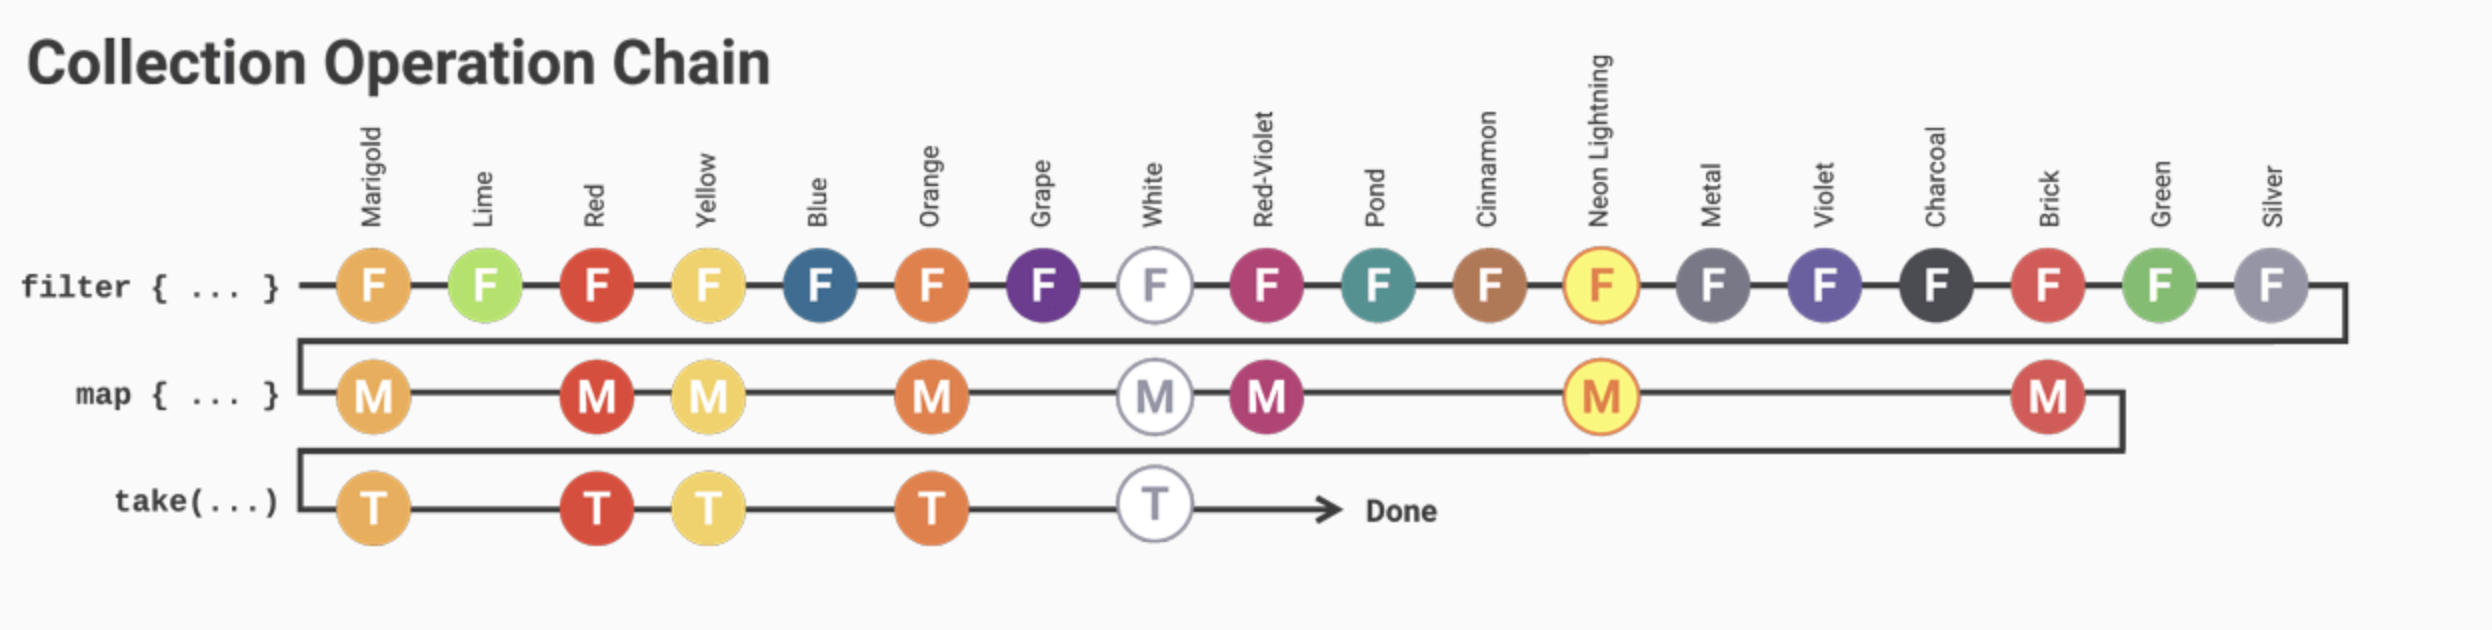 Collection Operation Chain
Marigold Lime Red Yellow Blue Orange Grape White Red-Violet Pond Cinnamon Neon Lightning Metal Violet Charcoal Brick Green Silver
filter { ... } F F F F F F F F F F F F F F F F F F
map { ... } M M M M M M M M
take(...) T T T T T Done